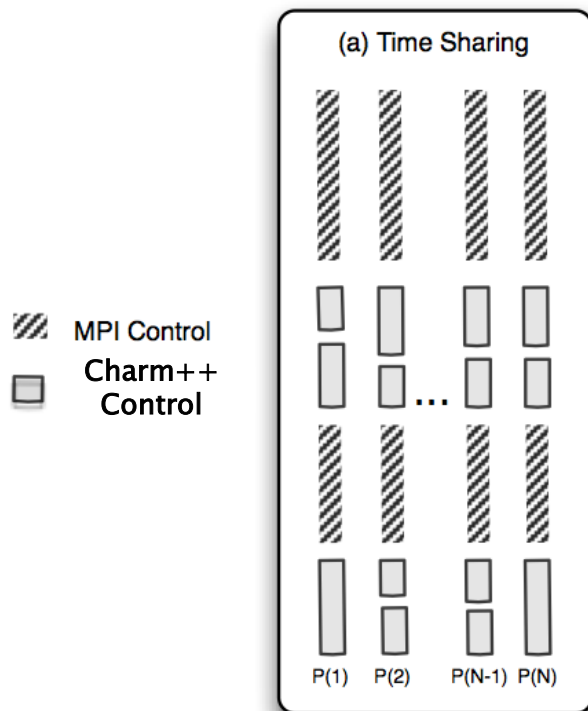 (a) Time Sharing
MPI Control
Charm++
Control
...
P(1) P(2) P(N-1) P(N)